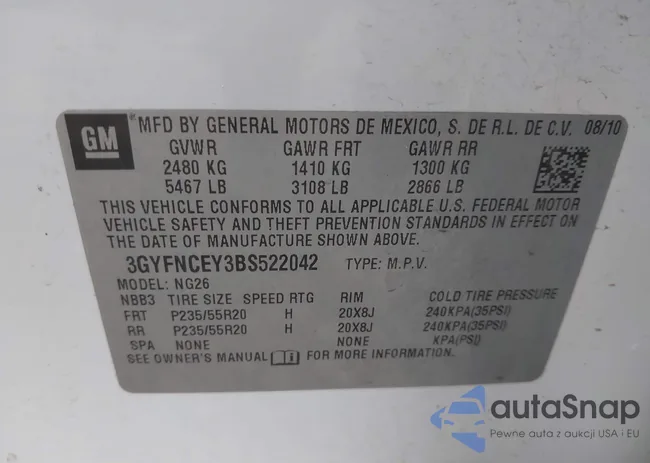 GM *MFD BY GENERAL MOTORS DE MEXICO, S. DE R.L. DE C.V. 08/10
GVWR GAWR FRT GAWR RR
2480 KG 1410 KG 1300 KG
5467 LB 3108 LB 2866 LB
THIS VEHICLE CONFORMS TO ALL APPLICABLE U.S. FEDERAL MOTOR
VEHICLE SAFETY AND THEFT PREVENTION STANDARDS IN EFFECT ON
THE DATE OF MANUFACTURE SHOWN ABOVE.
3GYFNCEY3BS522042 TYPE: M.P.V.
MODEL: NG26
NBB3 TIRE SIZE SPEED RTG RIM COLD TIRE PRESSURE
FRT P235/55R20 H 20X8J 240KPA(35PSI)
RR P235/55R20 H 20X8J 240KPA(35PSI)
SPA NONE NONE KPA(PSI)
SEE OWNER'S MANUAL FOR MORE INFORMATION.
autaSnap
Pewne auta z aukcji USA i EU